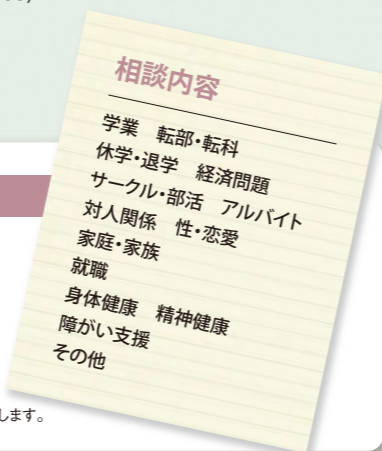 相談内容
学業　転部・転科
休学・退学　経済問題
サークル・部活　アルバイト
対人関係　性・恋愛
家庭・家族
就職
身体健康　精神健康
障がい支援
その他
します。